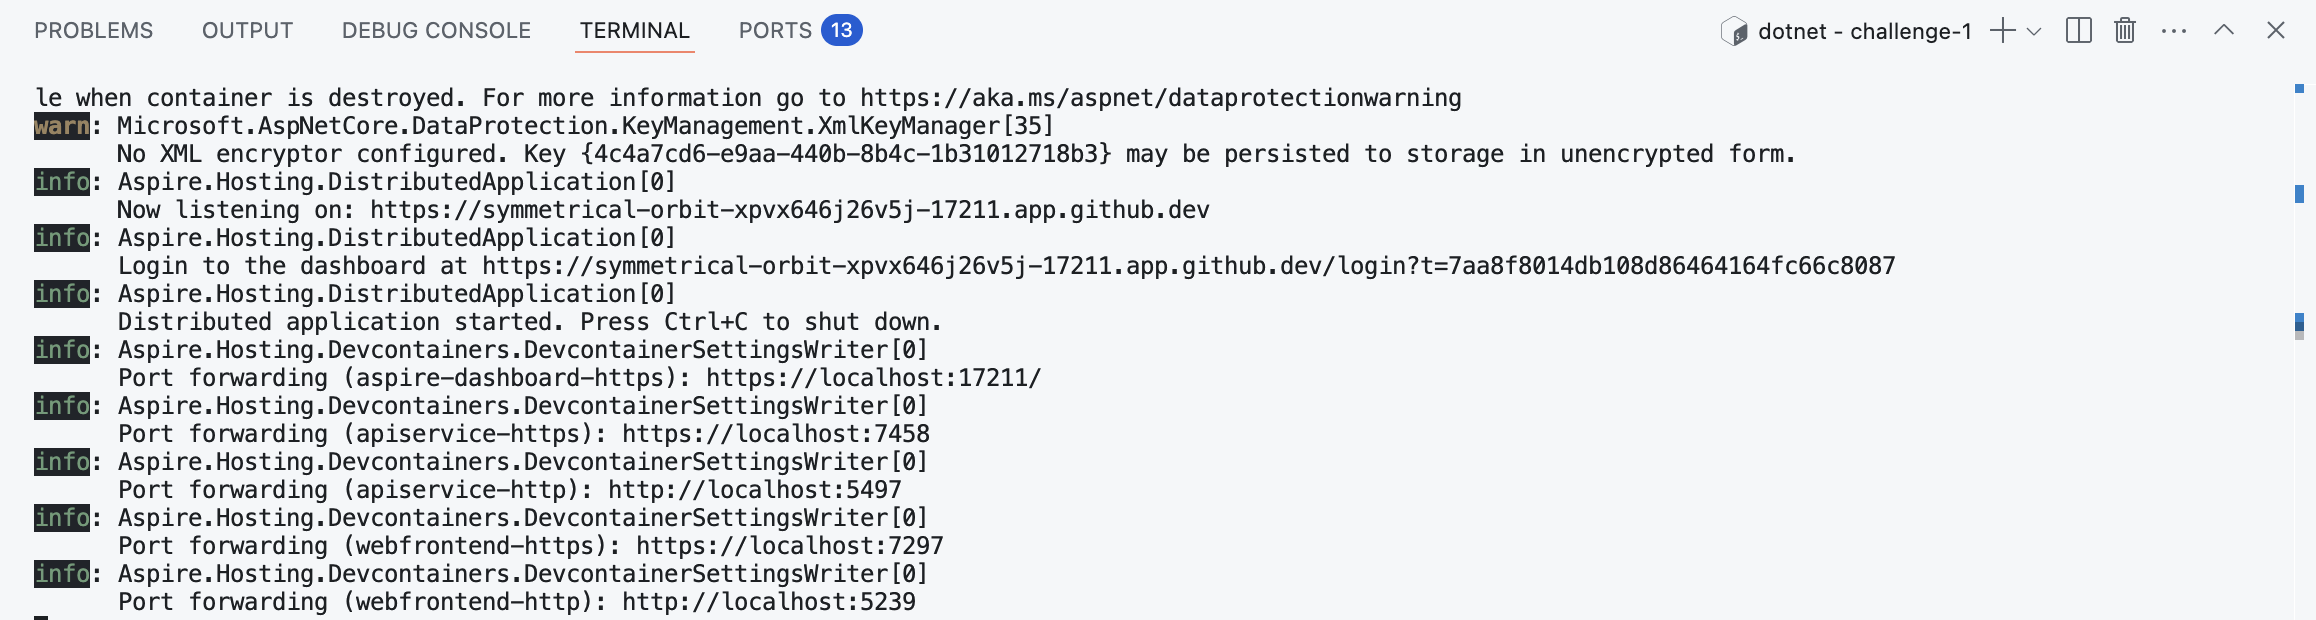 PROBLEMS OUTPUT DEBUG CONSOLE TERMINAL PORTS 13 dotnet - challenge-1
le when container is destroyed. For more information go to https://aka.ms/aspnet/dataprotectionwarning
warn: Microsoft.AspNetCore.DataProtection.KeyManagement.XmlKeyManager[35]
No XML encryptor configured. Key {4c4a7cd6-e9aa-440b-8b4c-1b31012718b3} may be persisted to storage in unencrypted form.
info: Aspire.Hosting.DistributedApplication[0]
Now listening on: https://symmetrical-orbit-xpvx646j26v5j-17211.app.github.dev
info: Aspire.Hosting.DistributedApplication[0]
Login to the dashboard at https://symmetrical-orbit-xpvx646j26v5j-17211.app.github.dev/login?t=7aa8f8014db108d86464164fc66c8087
info: Aspire.Hosting.DistributedApplication[0]
Distributed application started. Press Ctrl+C to shut down.
info: Aspire.Hosting.Devcontainers.DevcontainerSettingsWriter[0]
Port forwarding (aspire-dashboard-https): https://localhost:17211/
info: Aspire.Hosting.Devcontainers.DevcontainerSettingsWriter[0]
Port forwarding (apiservice-https): https://localhost:7458
info: Aspire.Hosting.Devcontainers.DevcontainerSettingsWriter[0]
Port forwarding (apiservice-http): http://localhost:5497
info: Aspire.Hosting.Devcontainers.DevcontainerSettingsWriter[0]
Port forwarding (webfrontend-https): https://localhost:7297
info: Aspire.Hosting.Devcontainers.DevcontainerSettingsWriter[0]
Port forwarding (webfrontend-http): http://localhost:5239